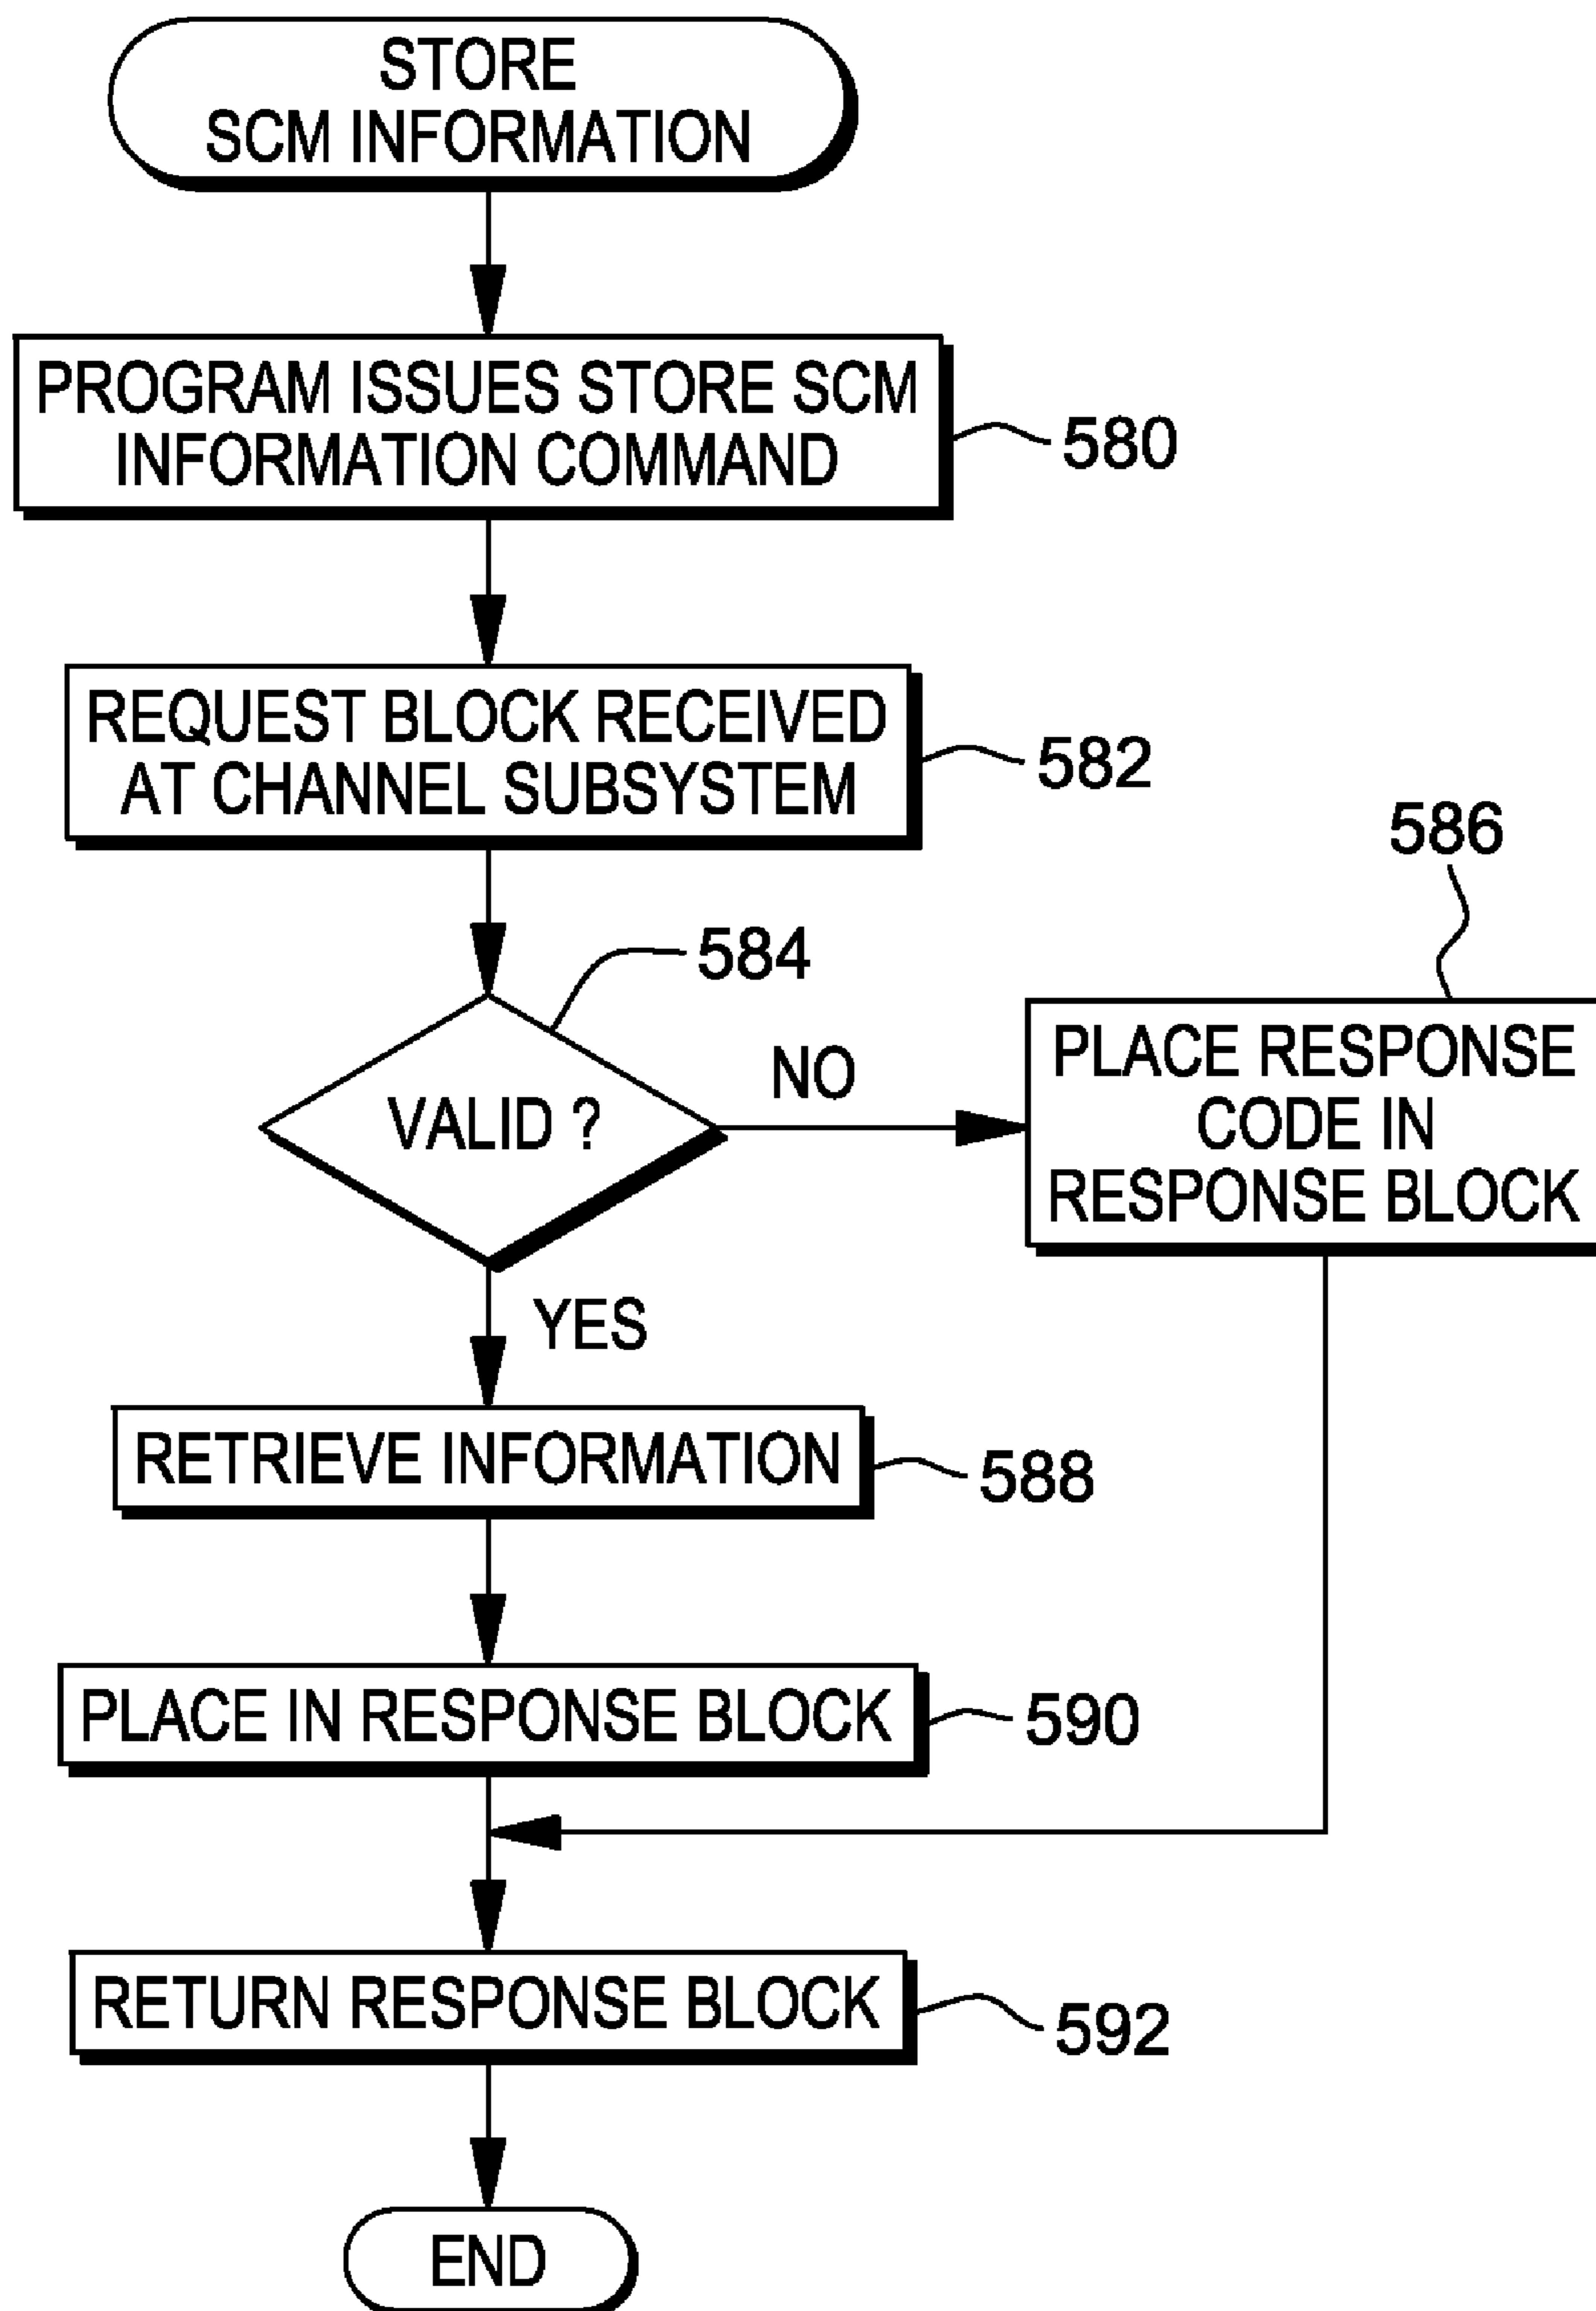 STORE
SCM INFORMATION
PROGRAM ISSUES STORE SCM
INFORMATION COMMAND
580
REQUEST BLOCK RECEIVED
AT CHANNEL SUBSYSTEM
582
584
VALID ?
NO
586
PLACE RESPONSE
CODE IN
RESPONSE BLOCK
YES
RETRIEVE INFORMATION
588
PLACE IN RESPONSE BLOCK
590
RETURN RESPONSE BLOCK
592
END